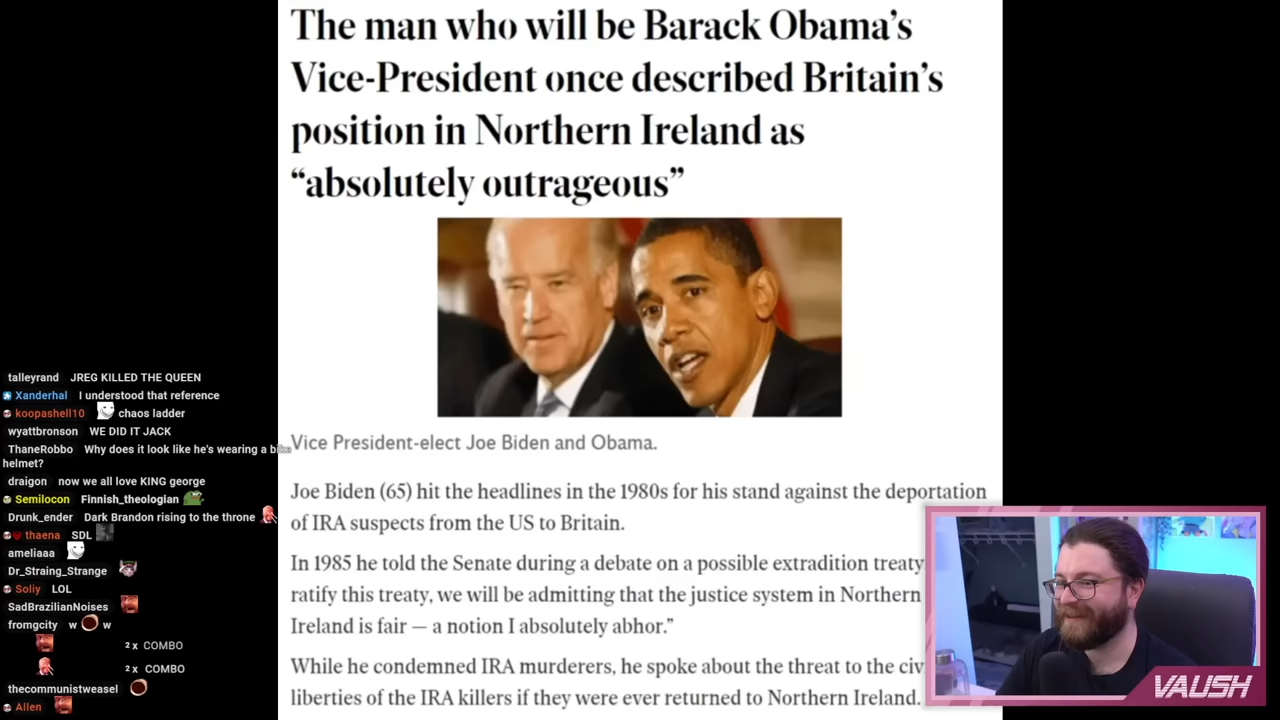 The man who will be Barack Obama’s
Vice-President once described Britain’s
position in Northern Ireland as
“absolutely outrageous”
Vice President-elect Joe Biden and Obama.
Joe Biden (65) hit the headlines in the 1980s for his stand against the deportation
of IRA suspects from the US to Britain.
In 1985 he told the Senate during a debate on a possible extradition treaty
ratify this treaty, we will be admitting that the justice system in Northern
Ireland is fair — a notion I absolutely abhor.”
While he condemned IRA murderers, he spoke about the threat to the civ
liberties of the IRA killers if they were ever returned to Northern Ireland.
talleyrand JREG KILLED THE QUEEN
Xanderhal I understood that reference
koopashell10 chaos ladder
wyattbronson WE DID IT JACK
ThaneRobbo Why does it look like he's wearing a bike
helmet?
draigon now we all love KING george
Semilocon Finnish_theologian
Drunk_ender Dark Brandon rising to the throne
thaena SDL
ameliaaa
Dr_Straing_Strange
Soliy LOL
SadBrazilianNoises
fromgcity w w
2 x COMBO
2 x COMBO
thecommunistweasel
Allen
VAUSH